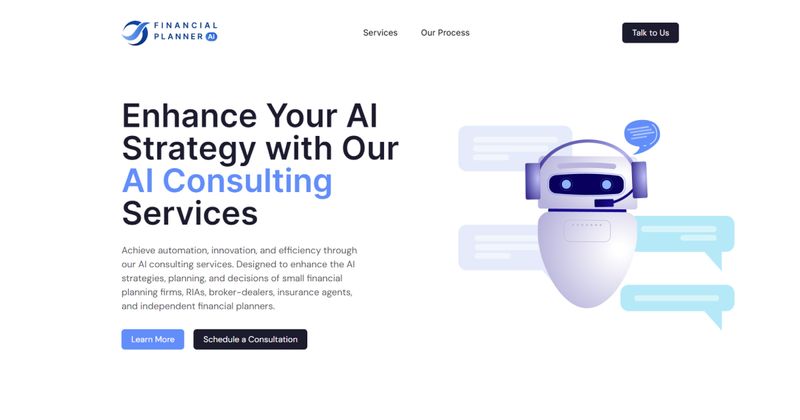 FINANCIAL
PLANNER AI
Services
Our Process
Talk to Us
Enhance Your AI
Strategy with Our
AI Consulting
Services
Achieve automation, innovation, and efficiency through
our AI consulting services. Designed to enhance the AI
strategies, planning, and decisions of small financial
planning firms, RIAs, broker-dealers, insurance agents,
and independent financial planners.
Learn More
Schedule a Consultation